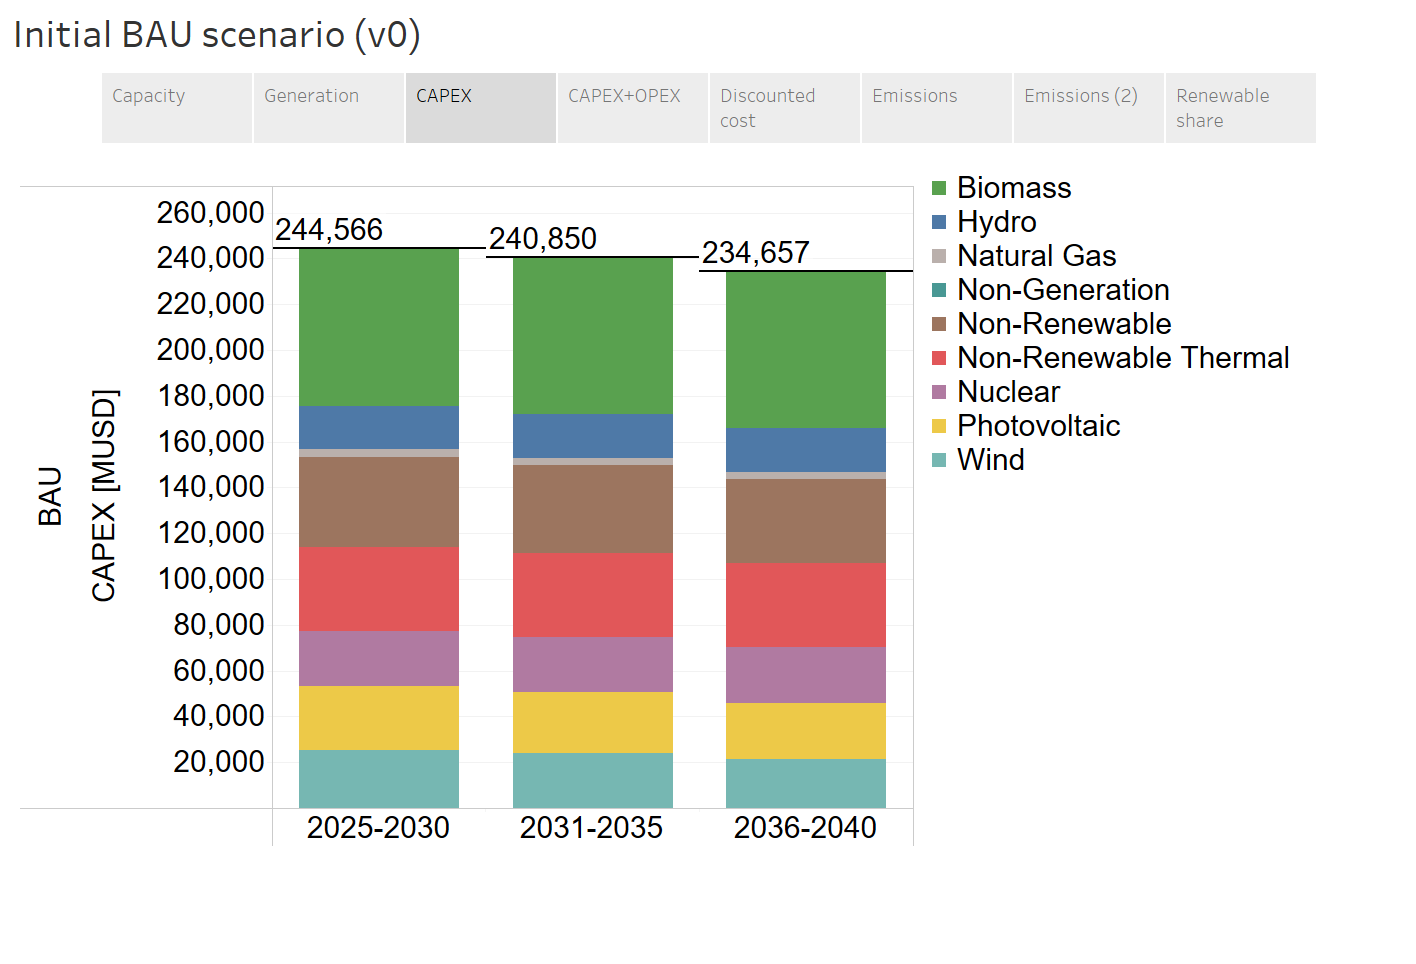 Initial BAU scenario (v0)
Capacity
Generation
CAPEX
CAPEX+OPEX
Discounted
cost
Emissions
Emissions (2)
Renewable
share
BAU
CAPEX [MUSD]
260,000
240,000
220,000
200,000
180,000
160,000
140,000
120,000
100,000
80,000
60,000
40,000
20,000
244,566
240,850
234,657
2025-2030
2031-2035
2036-2040
Biomass
Hydro
Natural Gas
Non-Generation
Non-Renewable
Non-Renewable Thermal
Nuclear
Photovoltaic
Wind